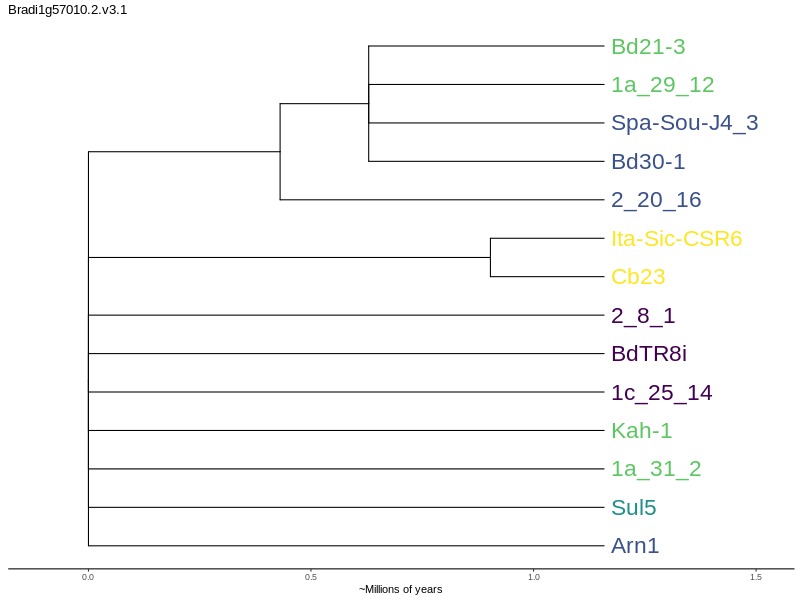 Bradi1g57010.2.v3.1
Bd21-3
1a_29_12
Spa-Sou-J4_3
Bd30-1
2_20_16
Ita-Sic-CSR6
Cb23
2_8_1
BdTR8i
1c_25_14
Kah-1
1a_31_2
Sul5
Arn1
0.0 0.5 1.0 1.5
~Millions of years